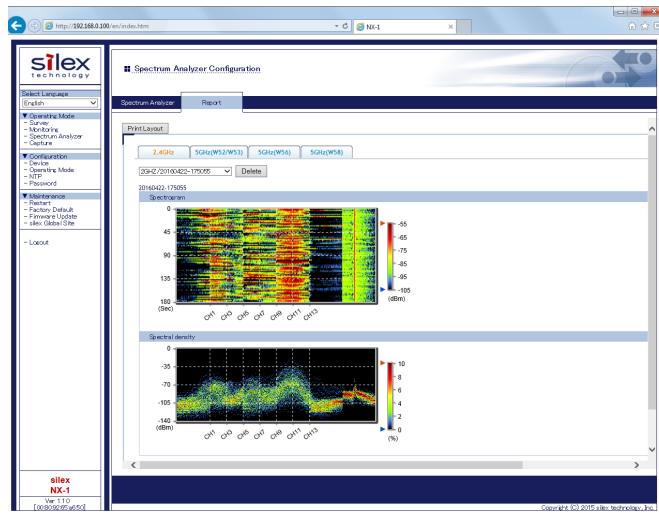 http://192.168.0.100/en/index.htm
NX-1
silex
technology
Select Language
English
▼ Operating Mode
- Survey
- Monitoring
- Spectrum Analyzer
- Capture
▼ Configuration
- Device
- Operating Mode
- NTP
- Password
▼ Maintenance
- Restart
- Factory Default
- Firmware Update
- silex Global Site
- Logout
silex
NX-1
Ver 1.1.0
[00:80:92:65:a6:50]
Spectrum Analyzer Configuration
Spectrum Analyzer
Report
Print Layout
2.4GHz
5GHz(W52/W53)
5GHz(W56)
5GHz(W58)
2GHZ/20160422-175055
Delete
20160422-175055
Spectrogram
0
45
90
135
180
(Sec)
CH1 CH3 CH5 CH7 CH9 CH11 CH13
-55
-65
-75
-85
-95
-105
(dBm)
Spectral density
0
-35
-70
-105
-140
(dBm)
CH1 CH3 CH5 CH7 CH9 CH11 CH13
10
8
6
4
2
0
(%)
Copyright (C) 2015 silex technology, Inc.